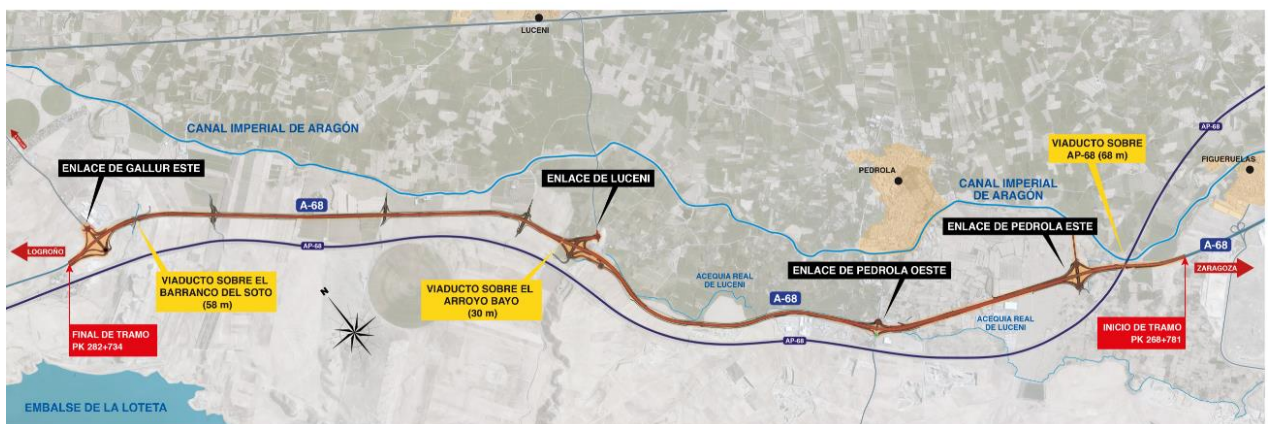 LUCENI
CANAL IMPERIAL DE ARAGÓN
ENLACE DE GALLUR ESTE
A-68
AP-68
LOGROÑO
VIADUCTO SOBRE EL
BARRANCO DEL SOTO
(58 m)
FINAL DE TRAMO
PK 282+734
EMBALSE DE LA LOTETA
N
ENLACE DE LUCENI
VIADUCTO SOBRE EL
ARROYO BAYO
(30 m)
ACEQUIA REAL
DE LUCENI
PEDROLA
ENLACE DE PEDROLA OESTE
A-68
AP-68
CANAL IMPERIAL
DE ARAGÓN
ENLACE DE PEDROLA ESTE
ACEQUIA REAL
DE LUCENI
VIADUCTO SOBRE
AP-68 (68 m)
AP-68
FIGUERUELAS
A-68
ZARAGOZA
INICIO DE TRAMO
PK 268+781